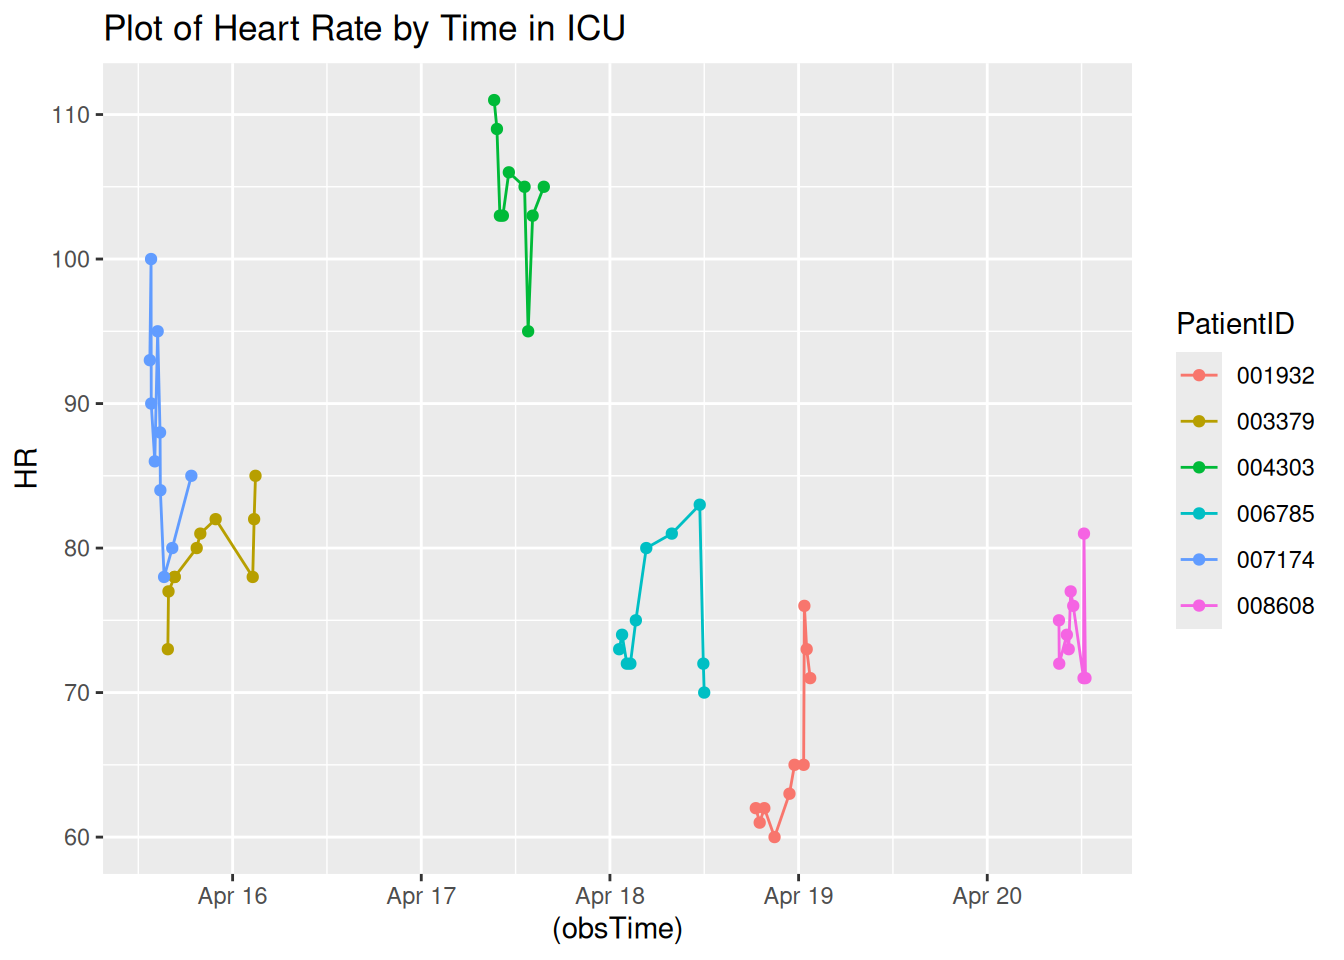 Plot of Heart Rate by Time in ICU
110
100
90
80
70
60
HR
Apr 16
Apr 17
Apr 18
Apr 19
Apr 20
(obsTime)
PatientID
001932
003379
004303
006785
007174
008608